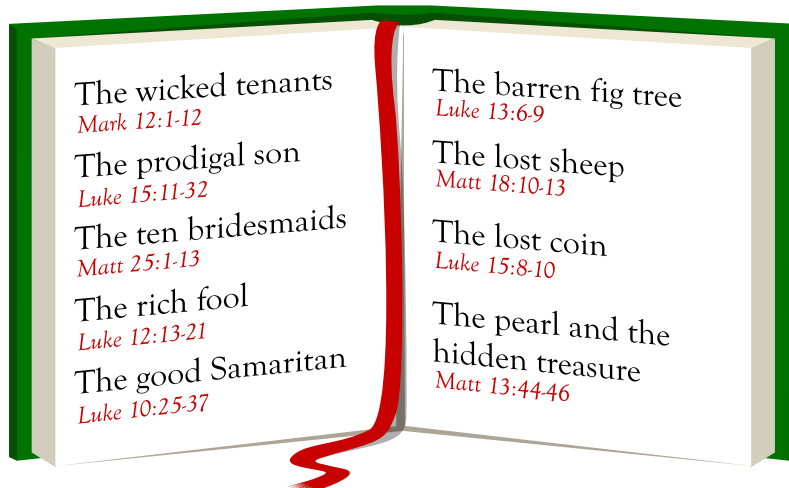 The wicked tenants
Mark 12:1-12
The prodigal son
Luke 15:11-32
The ten bridesmaids
Matt 25:1-13
The rich fool
Luke 12:13-21
The good Samaritan
Luke 10:25-37
The barren fig tree
Luke 13:6-9
The lost sheep
Matt 18:10-13
The lost coin
Luke 15:8-10
The pearl and the
hidden treasure
Matt 13:44-46